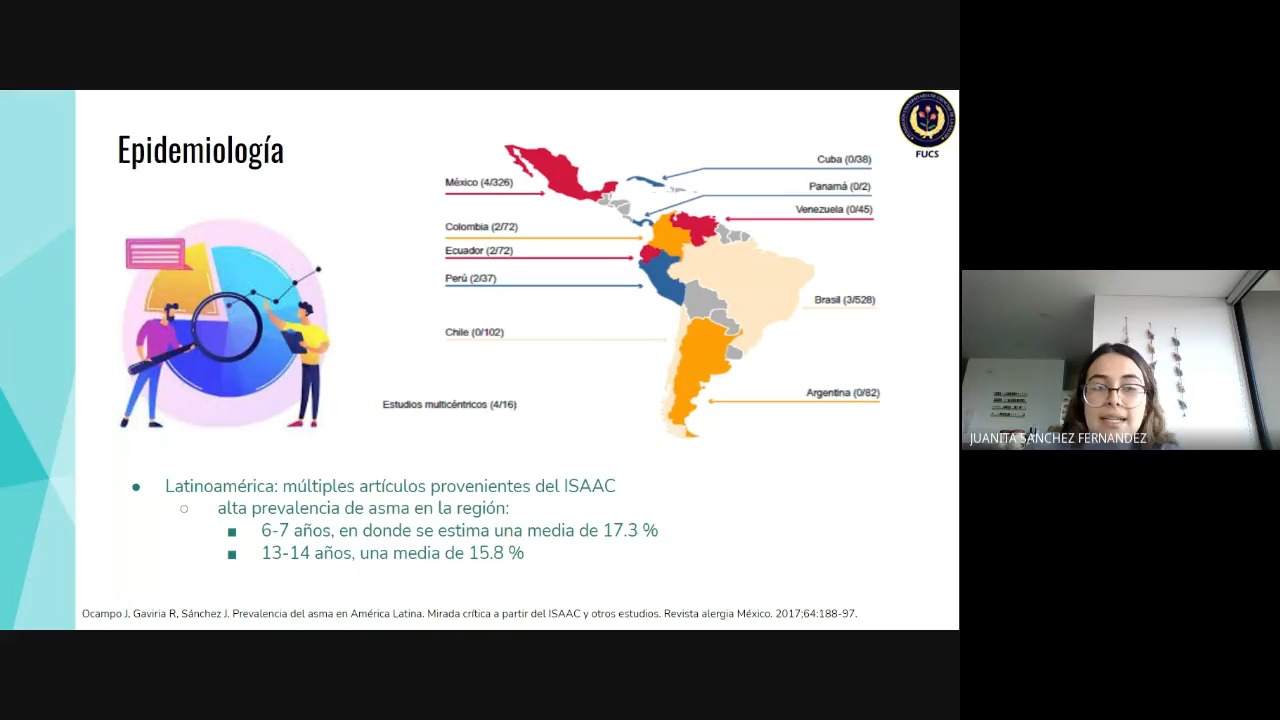 Epidemiología
FUCS
México (4/326)
Colombia (2/72)
Ecuador (2/72)
Perú (2/37)
Chile (0/102)
Estudios multicéntricos (4/16)
Cuba (0/38)
Panamá (0/2)
Venezuela (0/45)
Brasil (3/528)
Argentina (0/82)
● Latinoamérica: múltiples artículos provenientes del ISAAC
○ alta prevalencia de asma en la región:
■ 6-7 años, en donde se estima una media de 17.3 %
■ 13-14 años, una media de 15.8 %
Ocampo J, Gaviria R, Sánchez J. Prevalencia del asma en América Latina. Mirada crítica a partir del ISAAC y otros estudios. Revista alergia México. 2017;64:188-97.
JUANITA SANCHEZ FERNANDEZ